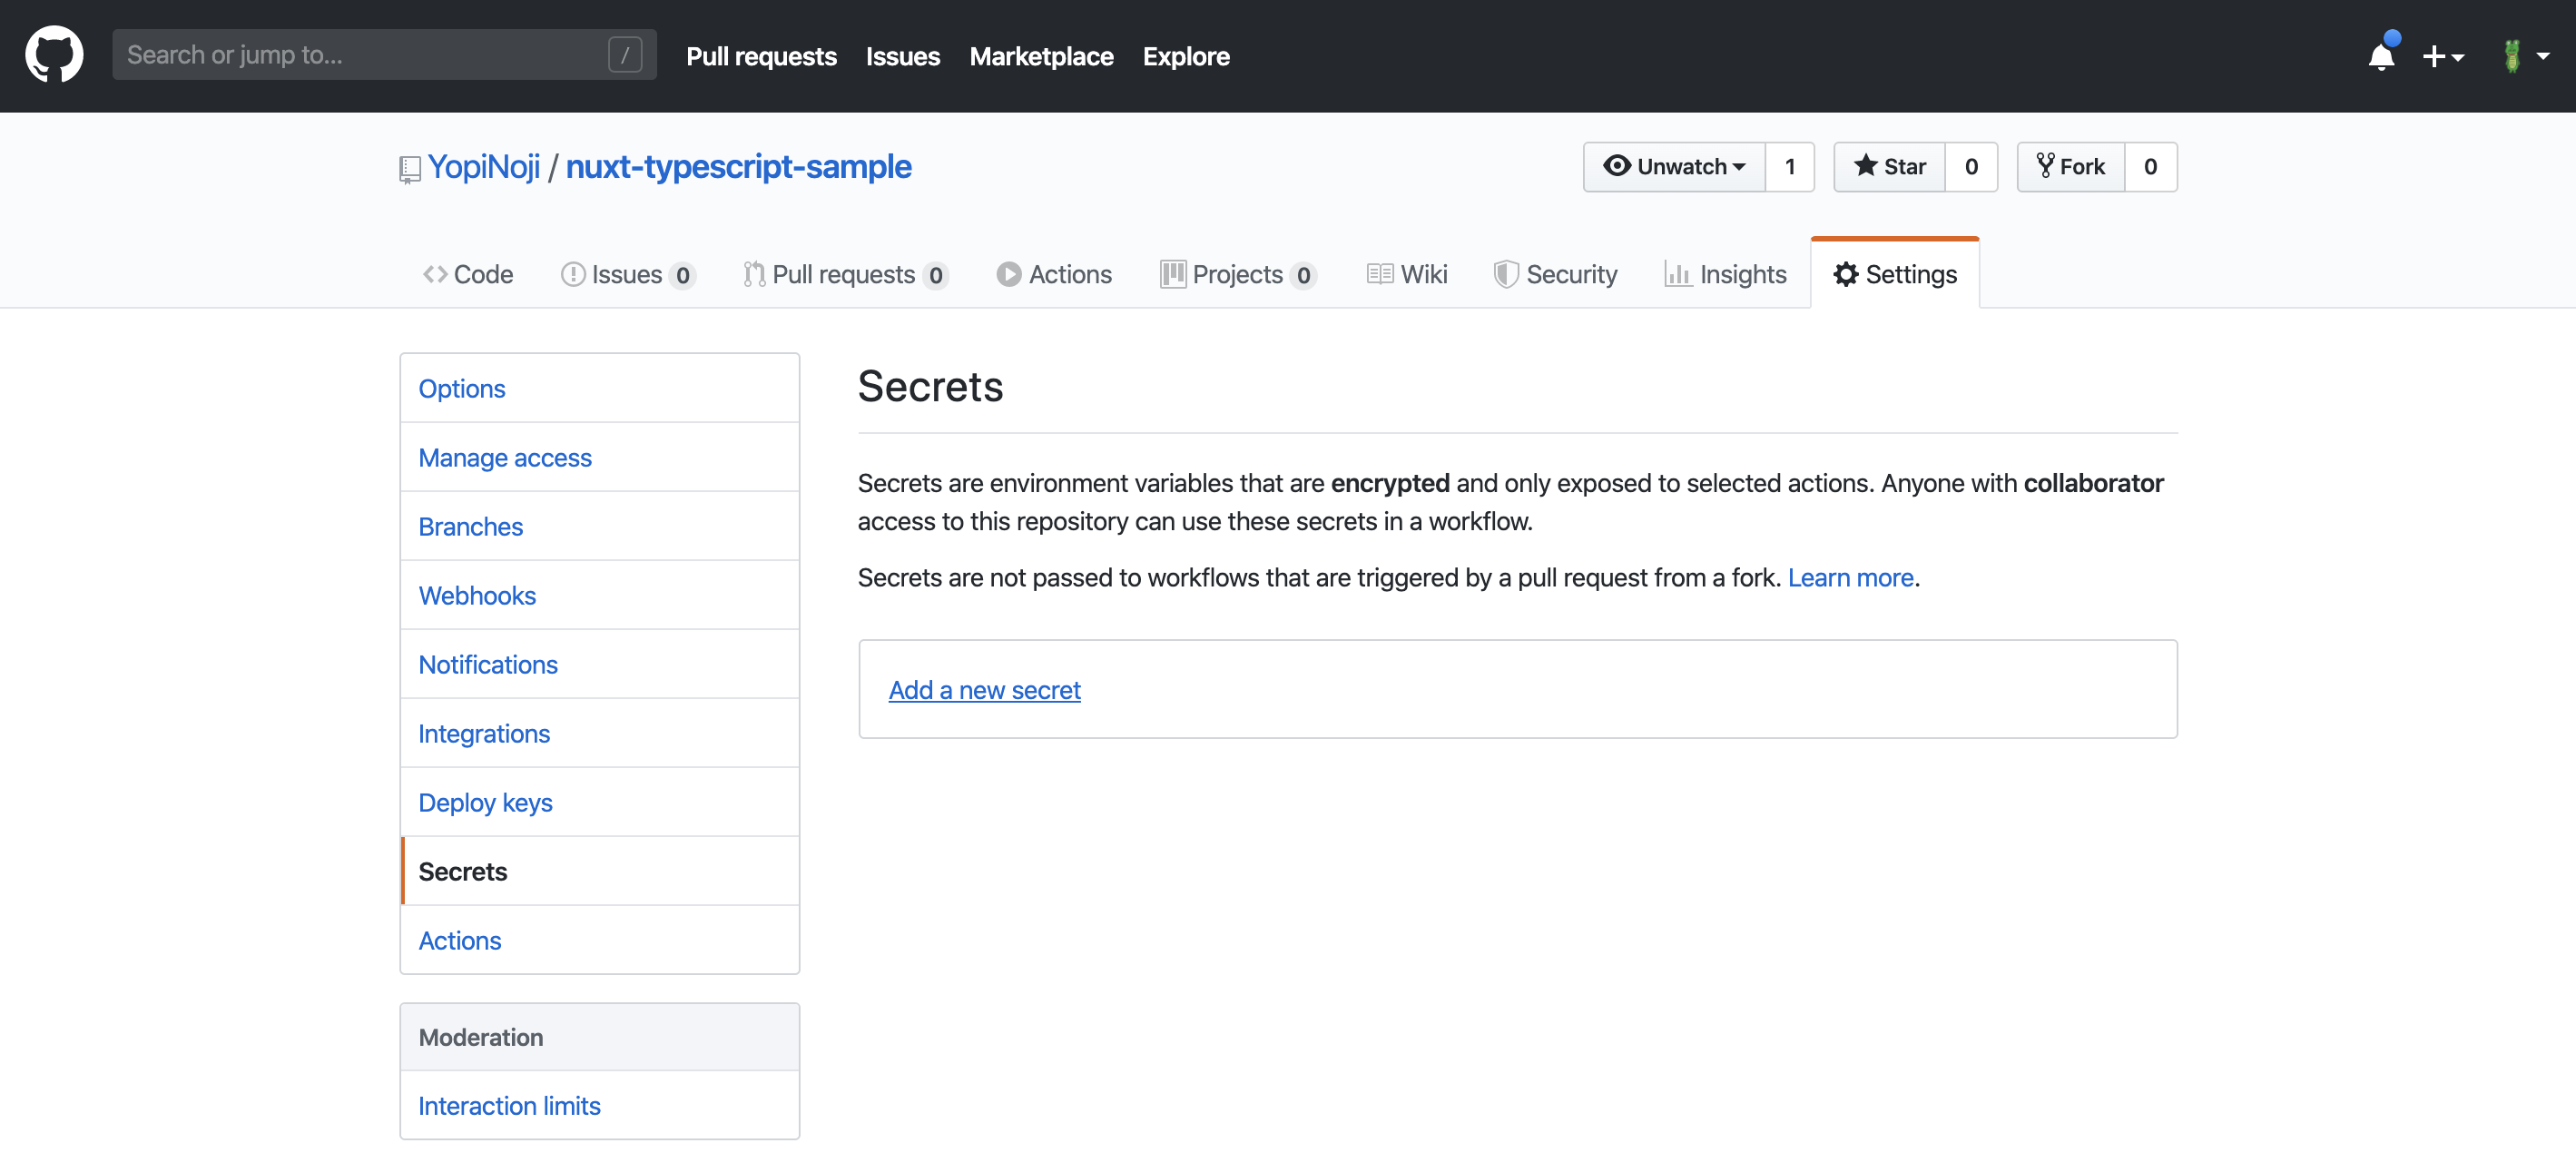 Search or jump to... /
Pull requests Issues Marketplace Explore
YopiNoji / nuxt-typescript-sample
Unwatch 1 Star 0 Fork 0
Code Issues 0 Pull requests 0 Actions Projects 0 Wiki Security Insights Settings
Options
Manage access
Branches
Webhooks
Notifications
Integrations
Deploy keys
Secrets
Actions
Moderation
Interaction limits
Secrets
Secrets are environment variables that are encrypted and only exposed to selected actions. Anyone with collaborator
access to this repository can use these secrets in a workflow.
Secrets are not passed to workflows that are triggered by a pull request from a fork. Learn more.
Add a new secret